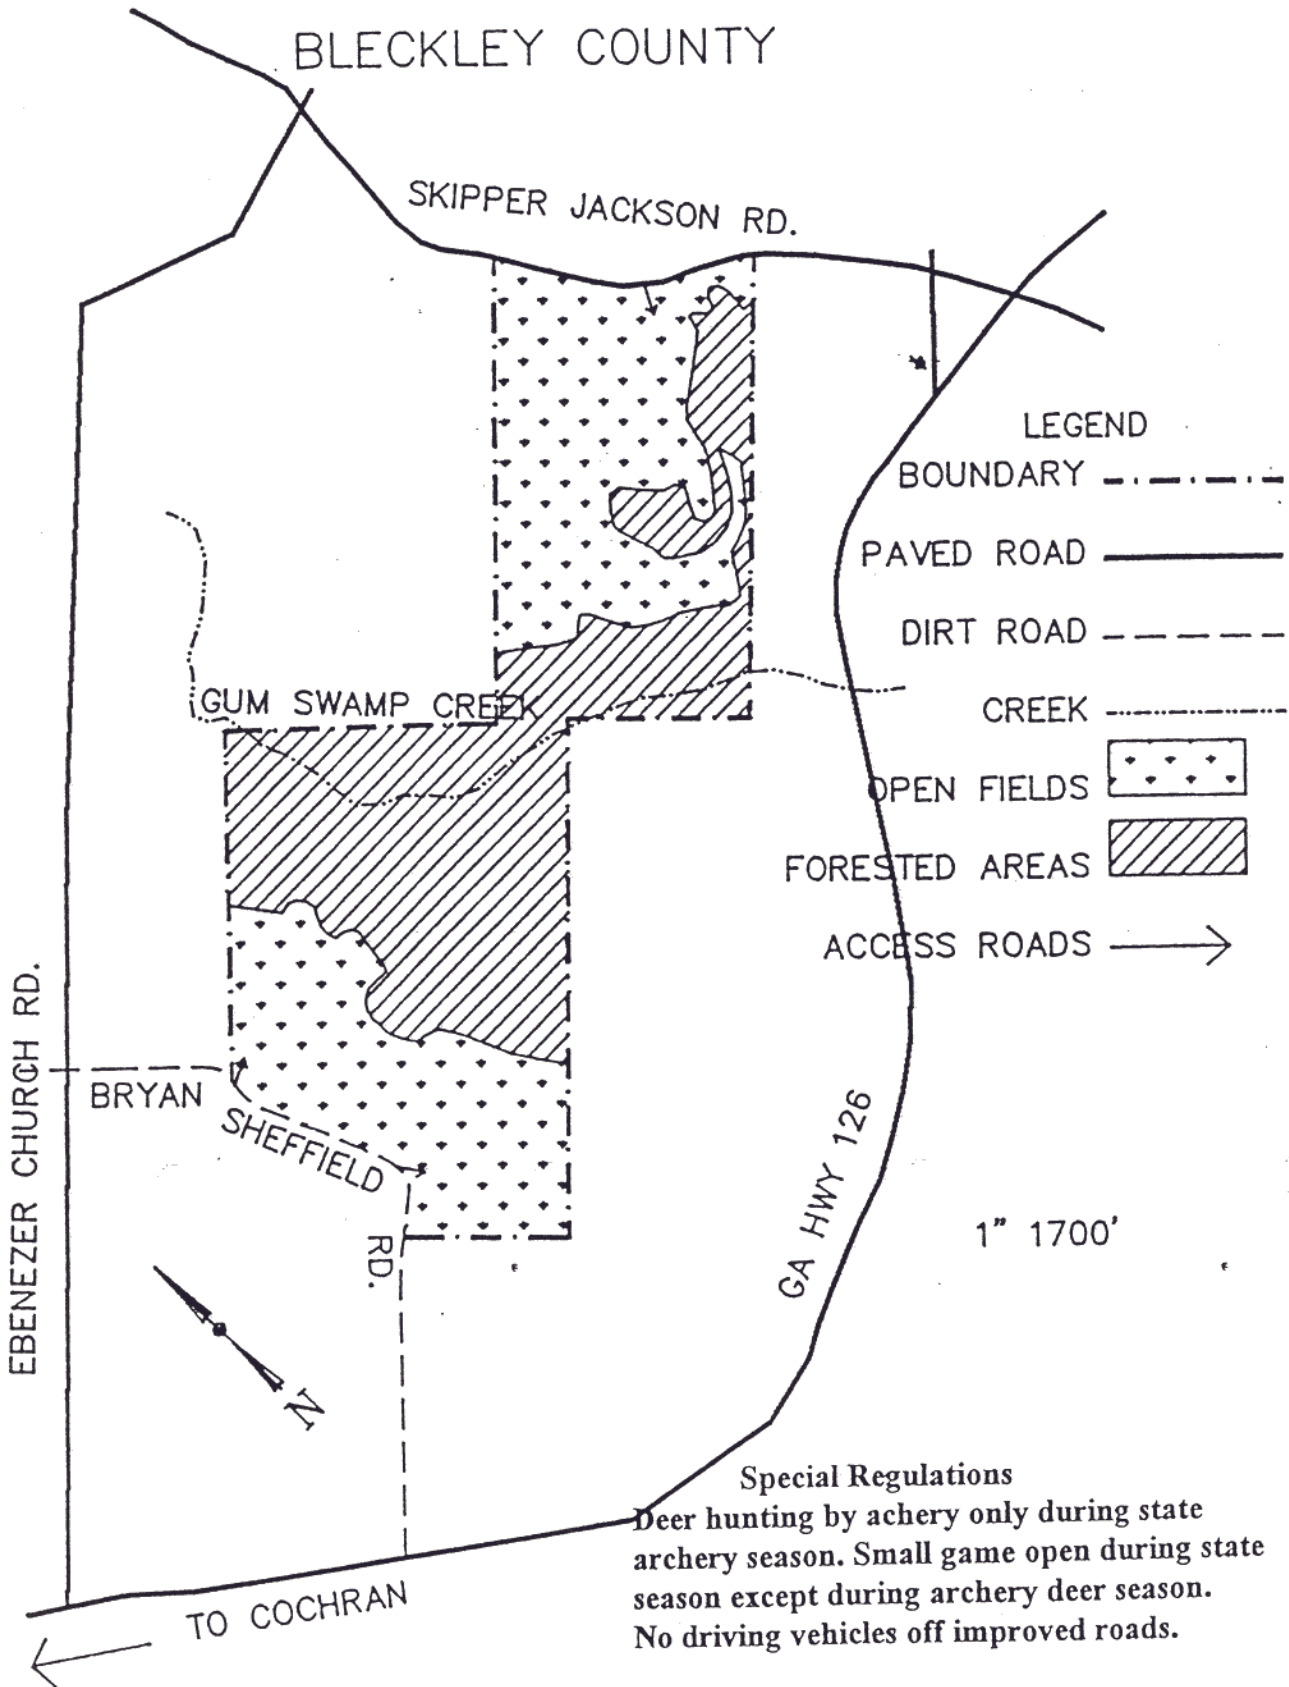 BLECKLEY COUNTY
SKIPPER JACKSON RD.
LEGEND
BOUNDARY
PAVED ROAD
DIRT ROAD
CREEK
OPEN FIELDS
FORESTED AREAS
ACCESS ROADS
GUM SWAMP CREEK
EBENEZER CHURCH RD.
BRYAN
SHEFFIELD
RD.
GA HWY 126
1" 1700'
N
TO COCHRAN
Special Regulations
Deer hunting by achery only during state
archery season. Small game open during state
season except during archery deer season.
No driving vehicles off improved roads.